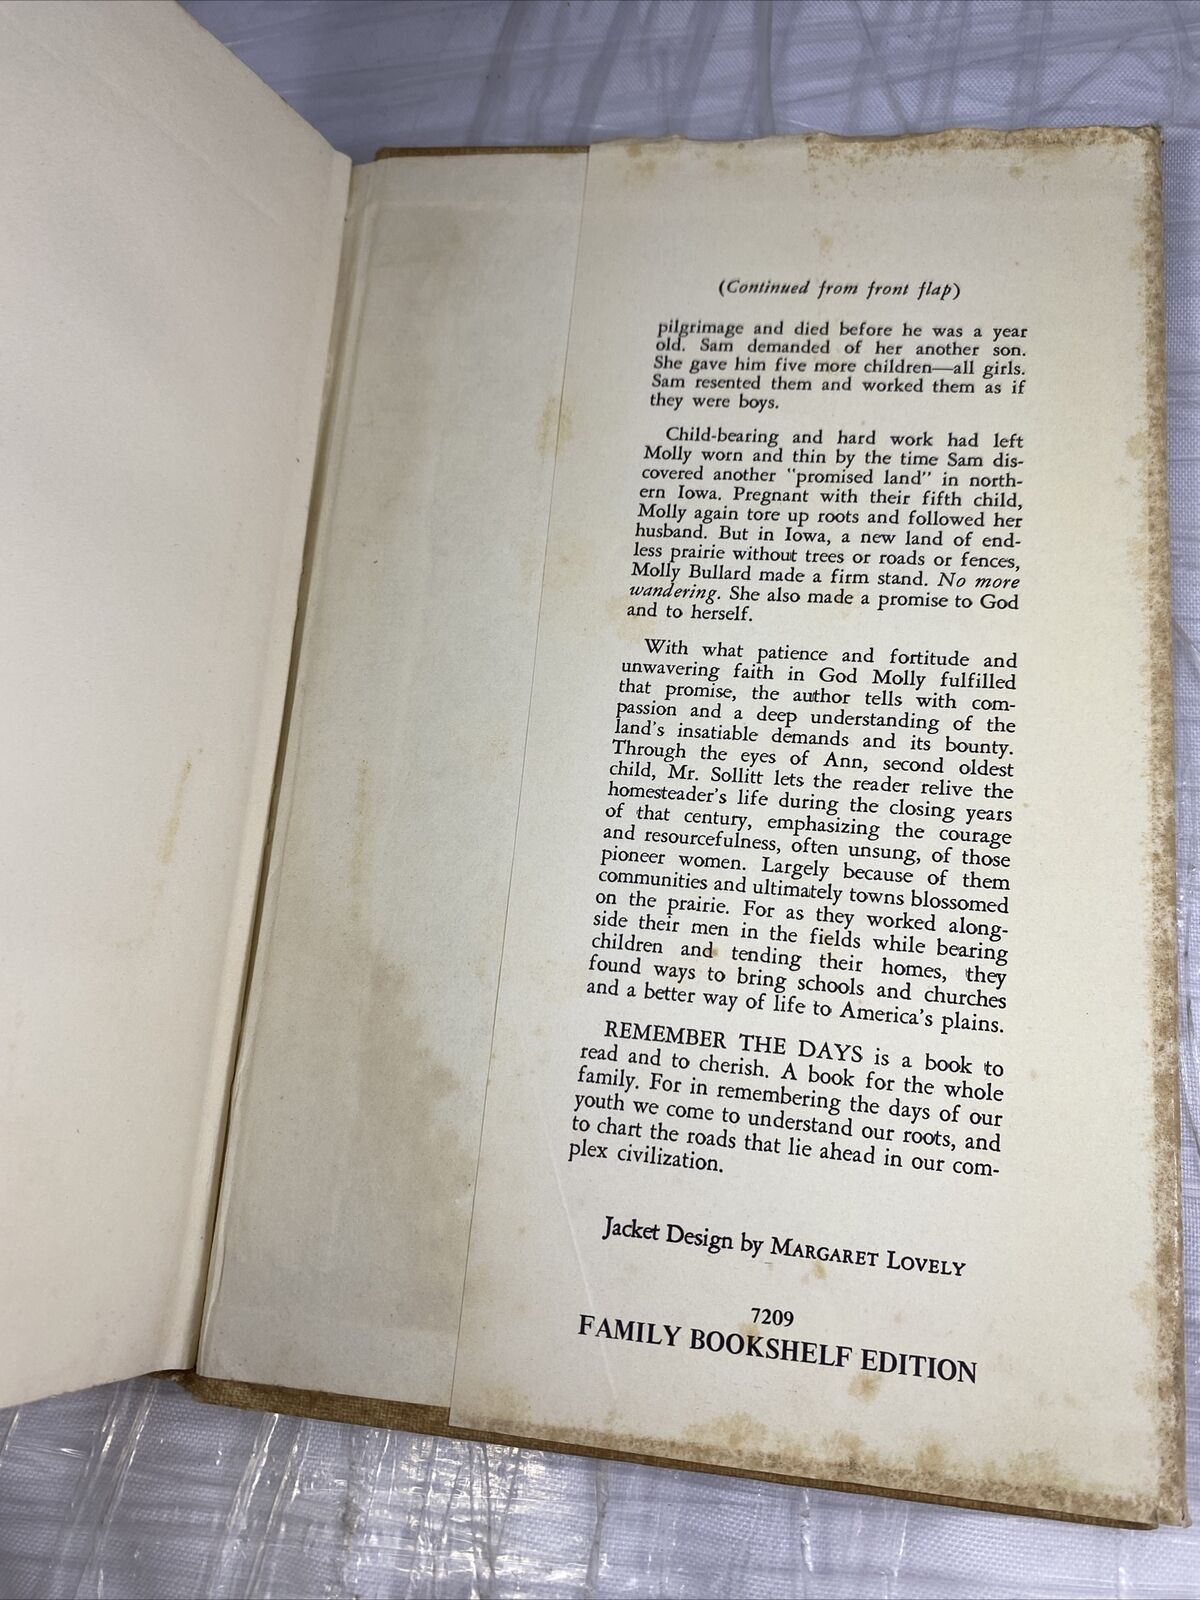 (Continued from front flap)
pilgrimage and died before he was a year
old. Sam demanded of her another son.
She gave him five more children—all girls.
Sam resented them and worked them as if
they were boys.
Child-bearing and hard work had left
Molly worn and thin by the time Sam dis-
covered another "promised land" in north-
ern Iowa. Pregnant with their fifth child,
Molly again tore up roots and followed her
husband. But in Iowa, a new land of end-
less prairie without trees or roads or fences,
Molly Bullard made a firm stand. No more
wandering. She also made a promise to God
and to herself.
With what patience and fortitude and
unwavering faith in God Molly fulfilled
that promise, the author tells with com-
passion and a deep understanding of the
land's insatiable demands and its bounty.
Through the eyes of Ann, second oldest
child, Mr. Sollitt lets the reader relive the
homesteader's life during the closing years
of that century, emphasizing the courage
and resourcefulness, often unsung, of those
pioneer women. Largely because of them
communities and ultimately towns blossomed
on the prairie. For as they worked along-
side their men in the fields while bearing
children and tending their homes, they
found ways to bring schools and churches
and a better way of life to America's plains.
REMEMBER THE DAYS is a book to
read and to cherish. A book for the whole
family. For in remembering the days of our
youth we come to understand our roots, and
to chart the roads that lie ahead in our com-
plex civilization.
Jacket Design by MARGARET LOVELY
7209
FAMILY BOOKSHELF EDITION